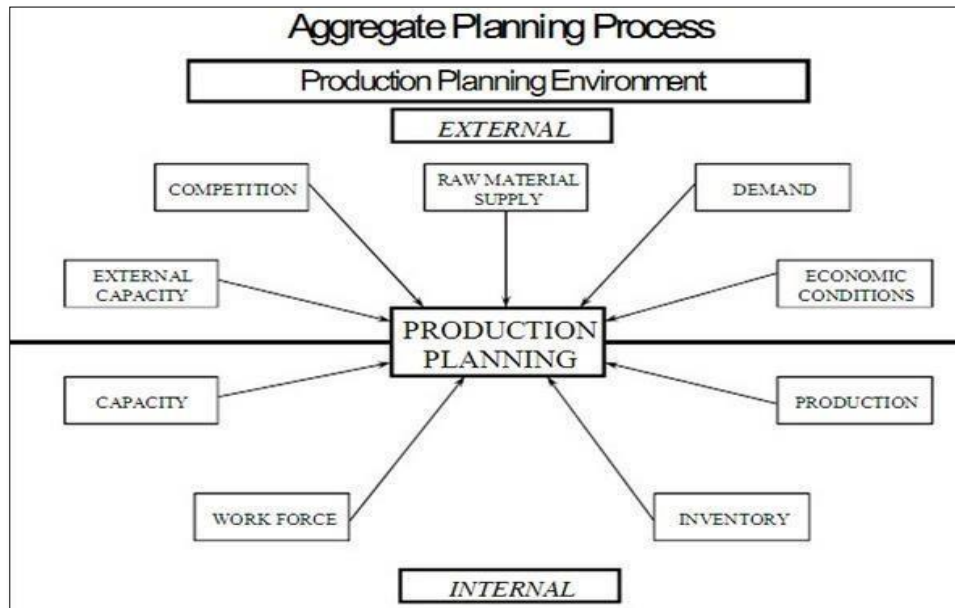 Aggregate Planning Process
Production Planning Environment
EXTERNAL
COMPETITION
RAW MATERIAL
SUPPLY
DEMAND
EXTERNAL
CAPACITY
ECONOMIC
CONDITIONS
PRODUCTION
PLANNING
CAPACITY
PRODUCTION
WORK FORCE
INVENTORY
INTERNAL